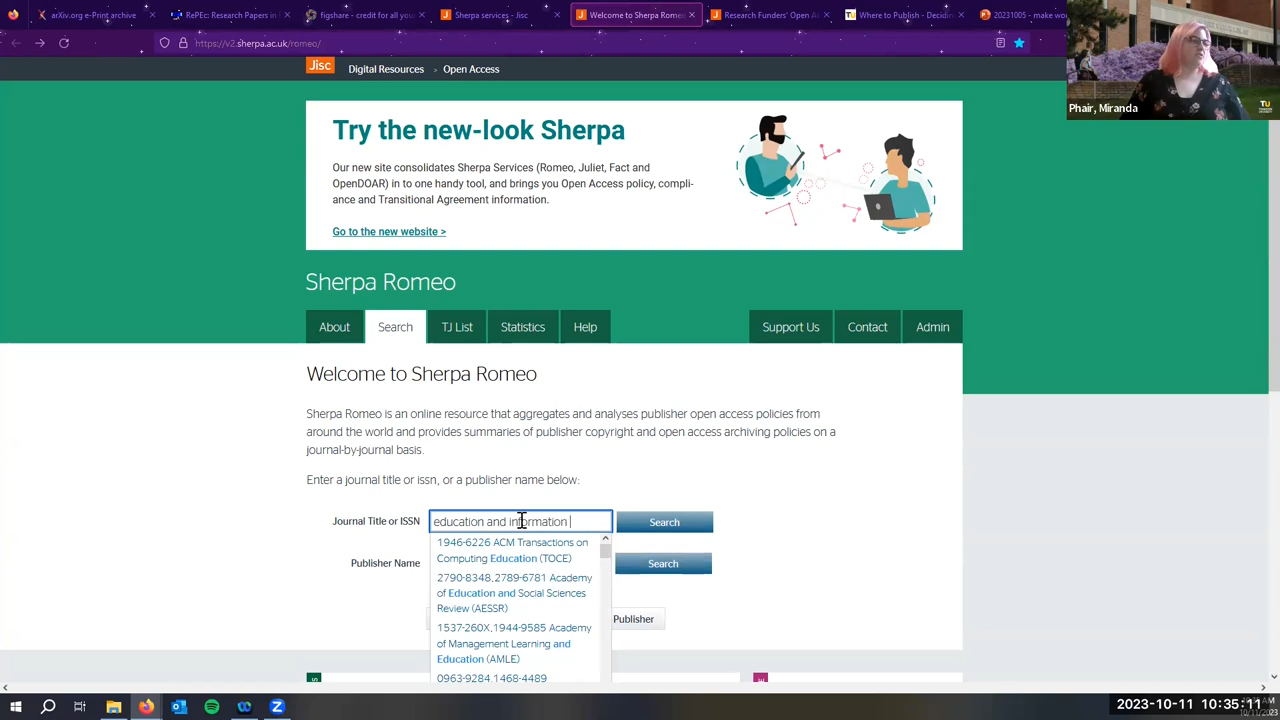 arXiv.org e-Print archive
RePEc: Research Papers in
figshare - credit for all you
Sherpa services - Jisc
Welcome to Sherpa Romeo
Research Funders' Open A
Where to Publish - Decidin
20231005 - make wo
https://v2.sherpa.ac.uk/romeo/
Phair, Miranda
TU
Jisc
Digital Resources > Open Access
Try the new-look Sherpa
Our new site consolidates Sherpa Services (Romeo, Juliet, Fact and
OpenDOAR) in to one handy tool, and brings you Open Access policy, compli-
ance and Transitional Agreement information.
Go to the new website >
Sherpa Romeo
About
Search
TJ List
Statistics
Help
Support Us
Contact
Admin
Welcome to Sherpa Romeo
Sherpa Romeo is an online resource that aggregates and analyses publisher open access policies from
around the world and provides summaries of publisher copyright and open access archiving policies on a
journal-by-journal basis.
Enter a journal title or issn, or a publisher name below:
Journal Title or ISSN
education and information
Search
1946-6226 ACM Transactions on
Computing Education (TOCE)
Publisher Name
Search
2790-8348,2789-6781 Academy
of Education and Social Sciences
Review (AESSR)
Publisher
1537-260X,1944-9585 Academy
of Management Learning and
Education (AMLE)
0963-9284,1468-4489
2023-10-11 10:35:11